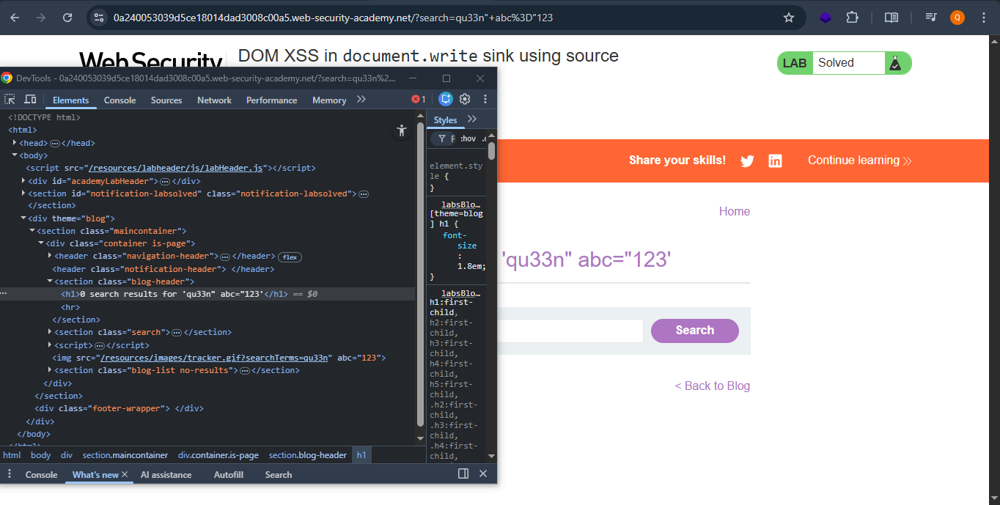 0a240053039d5ce18014dad3008c00a5.web-security-academy.net/?search=qu33n"+abc%3D"123
Q
Web Security
DOM XSS in document.write sink using source
LAB Solved
DevTools - 0a240053039d5ce18014dad3008c00a5.web-security-academy.net/?search=qu33n%2...
Elements Console Sources Network Performance Memory 1
<!DOCTYPE html>
<html>
<head>…</head>
<body>
<script src="/resources/labheader/js/labHeader.js"></script>
<div id="academyLabHeader">…</div>
<section id="notification-labsolved" class="notification-labsolved">…
</section>
<div theme="blog">
<section class="maincontainer">
<div class="container is-page">
<header class="navigation-header">…</header> flex
<header class="notification-header"> </header>
<section class="blog-header">
<h1>0 search results for 'qu33n" abc="123'</h1> == $0
<hr>
</section>
<section class="search">…</section>
<script>…</script>
<img src="/resources/images/tracker.gif?searchTerms=qu33n" abc="123">
<section class="blog-list no-results">…</section>
</div>
</section>
<div class="footer-wrapper"> </div>
</div>
</body>
</html>
html body div section.maincontainer div.container.is-page section.blog-header h1
Console What's new AI assistance Autofill Search
Styles
F :hov .c
element.sty
le {
}
labsBlo…
[theme=blog
] h1 {
font-
size
:
1.8em;
}
labsBlo…
h1:first-
child,
h2:first-
child,
h3:first-
child,
h4:first-
child,
h5:first-
child,
.h2:first-
child,
.h3:first-
child,
.h4:first-
child,
Share your skills! Continue learning
Home
'qu33n" abc="123'
Search
< Back to Blog